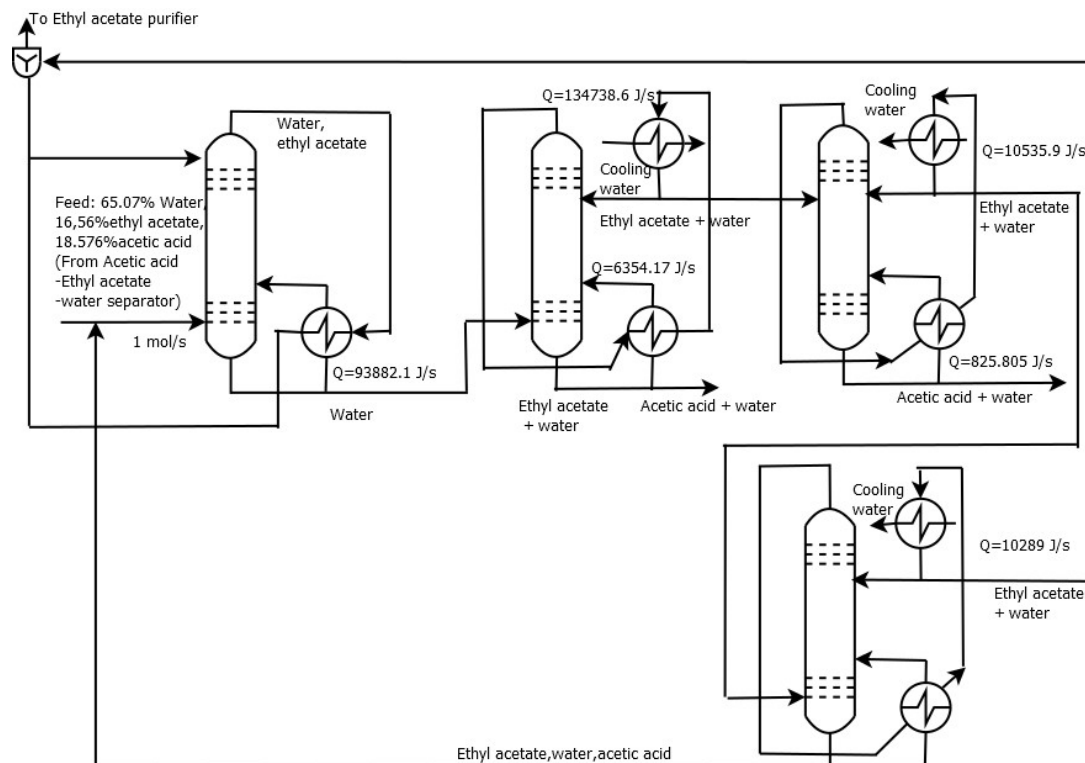 To Ethyl acetate purifier
Water,
ethyl acetate
Feed: 65.07% Water,
16,56%ethyl acetate,
18.576%acetic acid
(From Acetic acid
-Ethyl acetate
-water separator)
1 mol/s
Q=93882.1 J/s
Water
Q=134738.6 J/s
Cooling
water
Ethyl acetate + water
Q=6354.17 J/s
Ethyl acetate
+ water
Acetic acid + water
Cooling
water
Q=10535.9 J/s
Ethyl acetate
+ water
Q=825.805 J/s
Acetic acid + water
Cooling
water
Q=10289 J/s
Ethyl acetate
+ water
Ethyl acetate,water,acetic acid